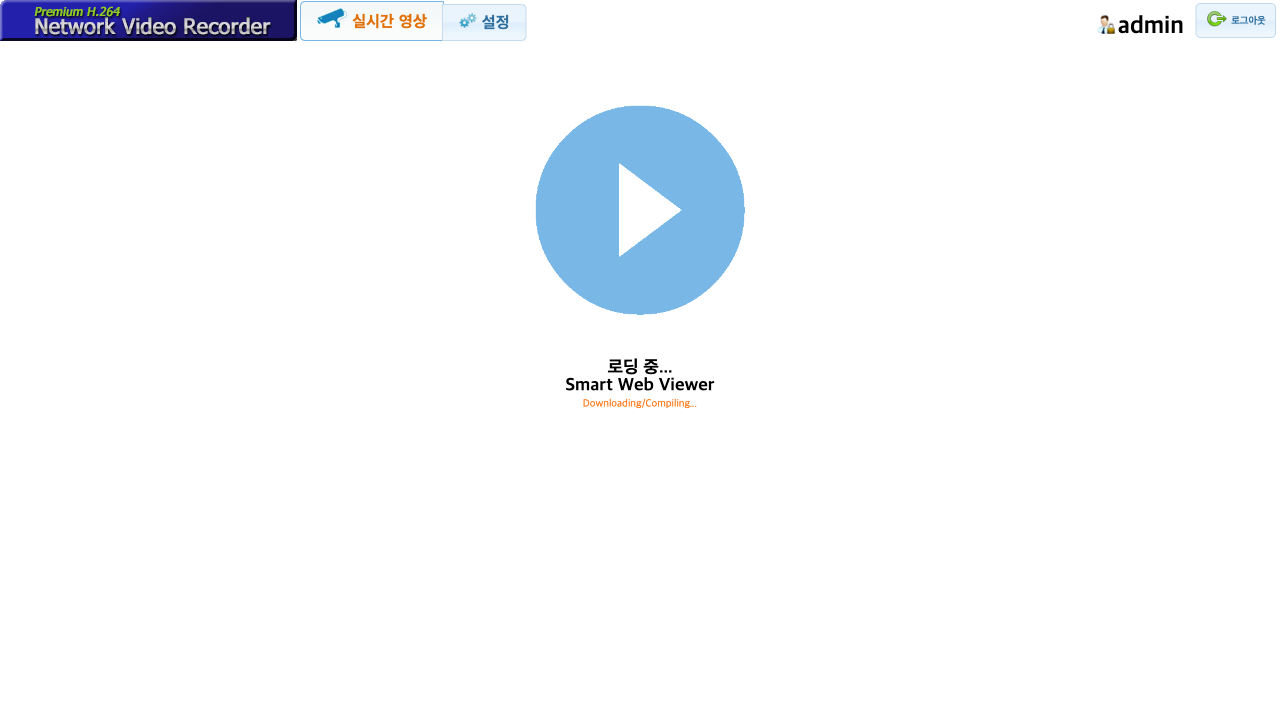 Premium H.264
Network Video Recorder
실시간 영상
설정
admin
로그아웃
로딩 중...
Smart Web Viewer
Downloading/Compiling...